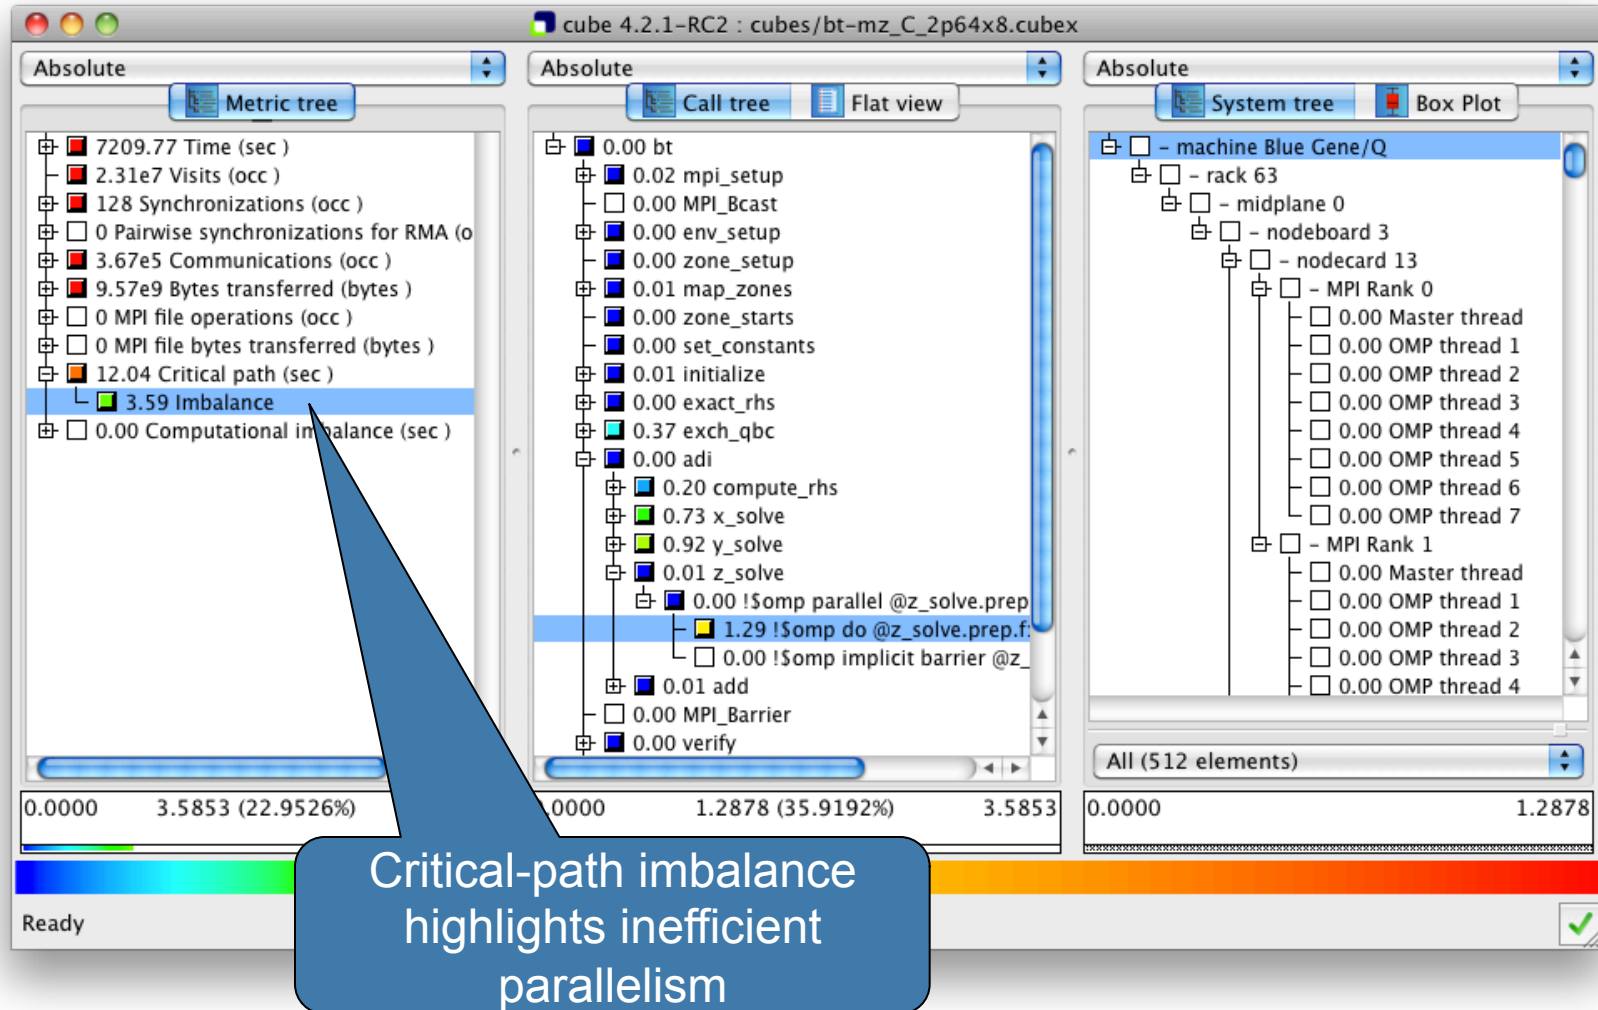 cube 4.2.1-RC2 : cubes/bt-mz_C_2p64x8.cubex
Absolute
Metric tree
7209.77 Time (sec )
2.31e7 Visits (occ )
128 Synchronizations (occ )
0 Pairwise synchronizations for RMA (o
3.67e5 Communications (occ )
9.57e9 Bytes transferred (bytes )
0 MPI file operations (occ )
0 MPI file bytes transferred (bytes )
12.04 Critical path (sec )
3.59 Imbalance
0.00 Computational imbalance (sec )
0.0000 3.5853 (22.9526%)
Absolute
Call tree
Flat view
0.00 bt
0.02 mpi_setup
0.00 MPI_Bcast
0.00 env_setup
0.00 zone_setup
0.01 map_zones
0.00 zone_starts
0.00 set_constants
0.01 initialize
0.00 exact_rhs
0.37 exch_qbc
0.00 adi
0.20 compute_rhs
0.73 x_solve
0.92 y_solve
0.01 z_solve
0.00 !$omp parallel @z_solve.prep
1.29 !$omp do @z_solve.prep.f:
0.00 !$omp implicit barrier @z_
0.01 add
0.00 MPI_Barrier
0.00 verify
0.0000 1.2878 (35.9192%) 3.5853
Absolute
System tree
Box Plot
- machine Blue Gene/Q
- rack 63
- midplane 0
- nodeboard 3
- nodecard 13
- MPI Rank 0
0.00 Master thread
0.00 OMP thread 1
0.00 OMP thread 2
0.00 OMP thread 3
0.00 OMP thread 4
0.00 OMP thread 5
0.00 OMP thread 6
0.00 OMP thread 7
- MPI Rank 1
0.00 Master thread
0.00 OMP thread 1
0.00 OMP thread 2
0.00 OMP thread 3
0.00 OMP thread 4
All (512 elements)
0.0000 1.2878
Critical-path imbalance
highlights inefficient
parallelism
Ready